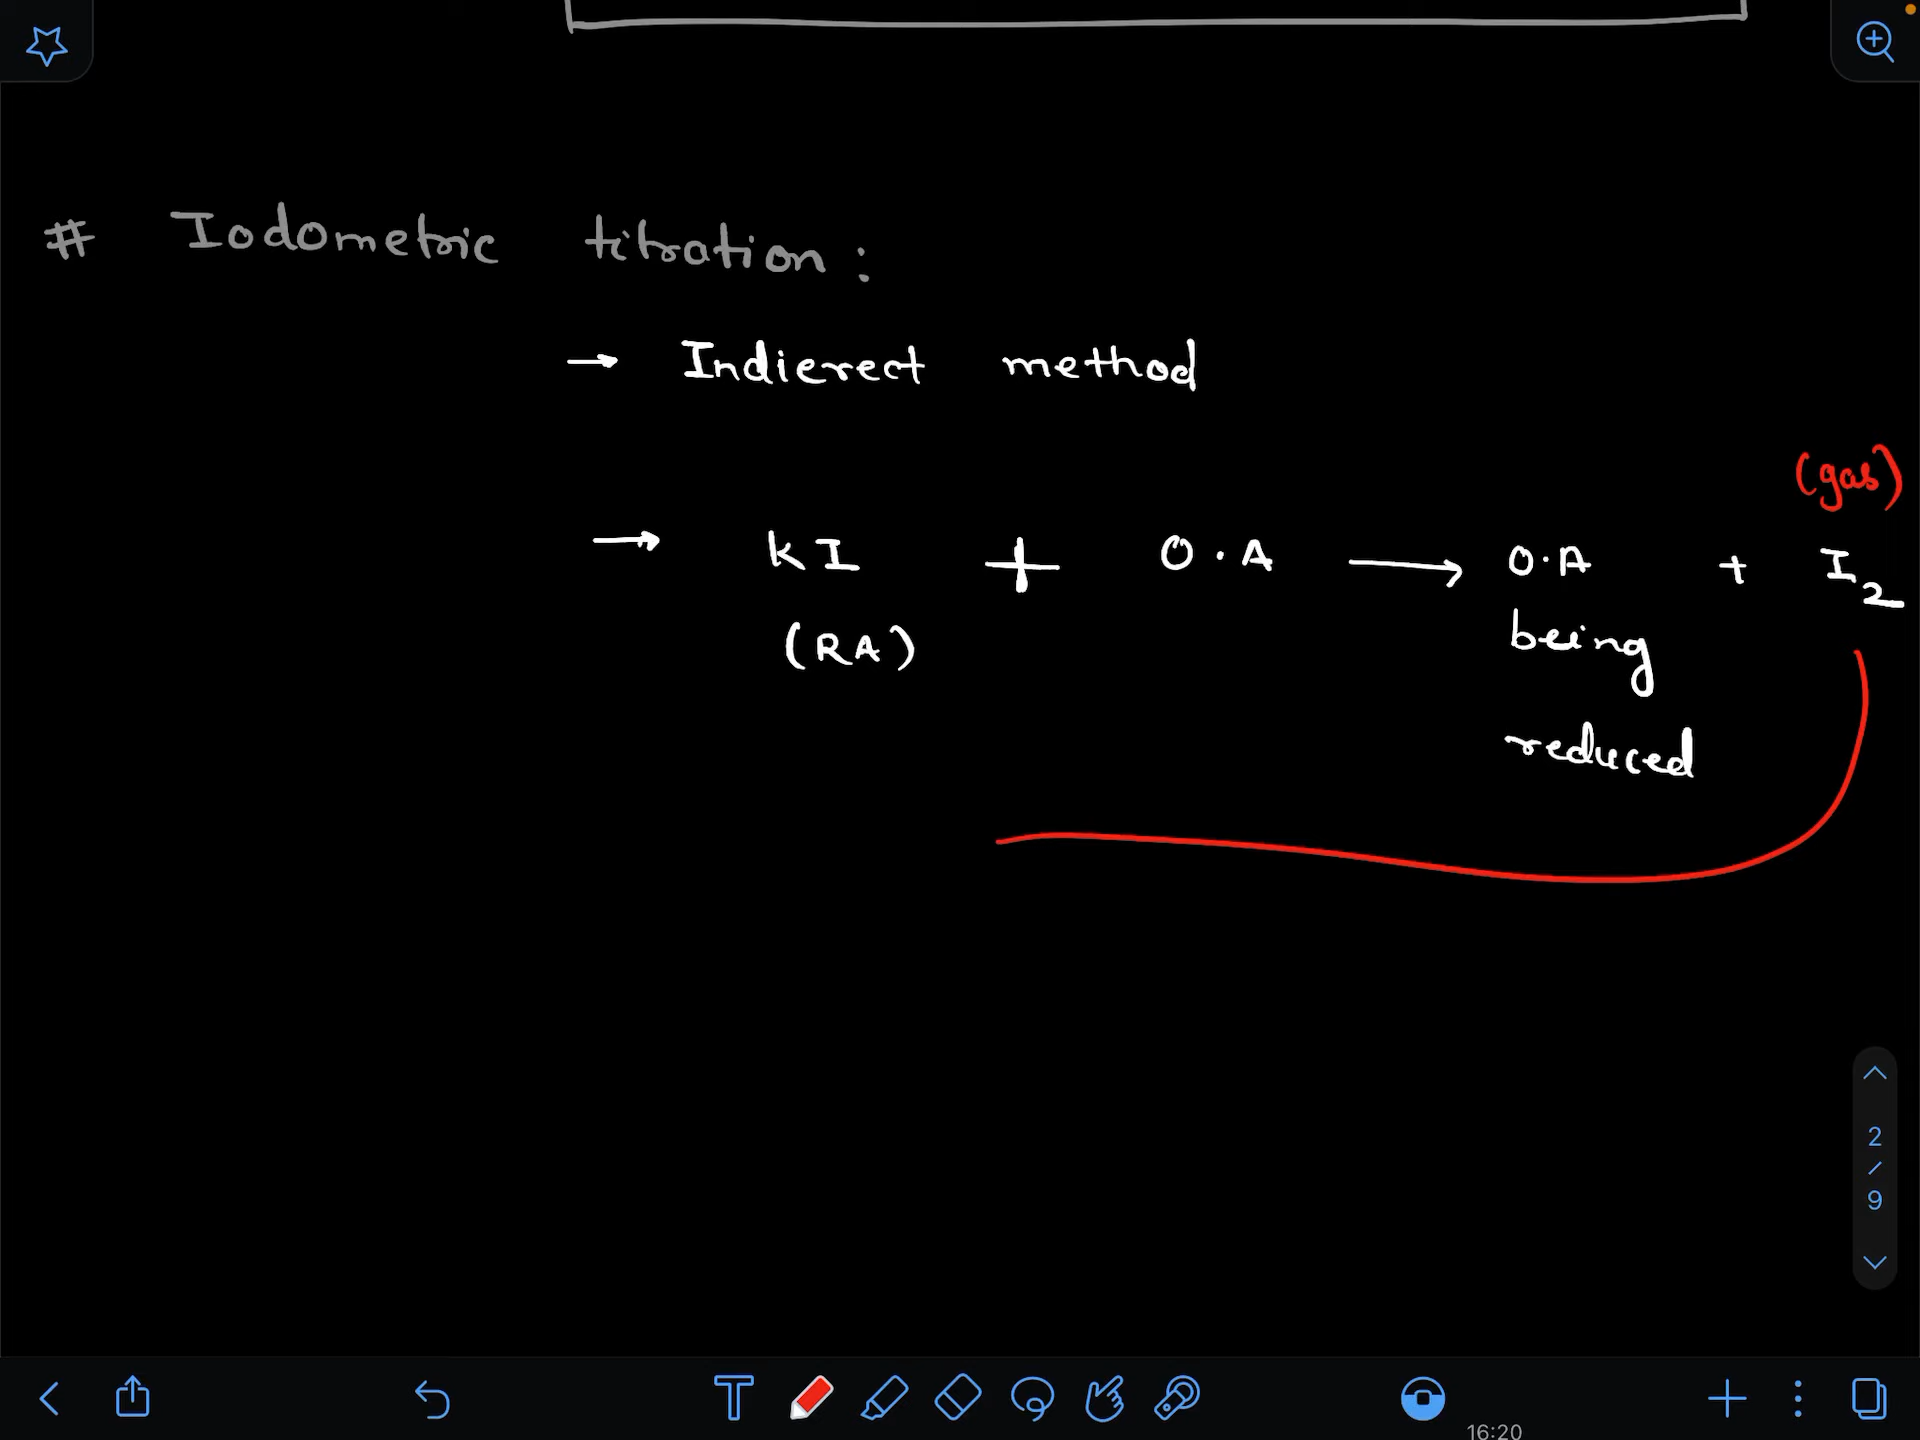 # Iodometric titration :
→ Indierect method
(gas)
→ KI + O.A → O.A + I₂
(RA) being
reduced
2
/
9
T
16:20